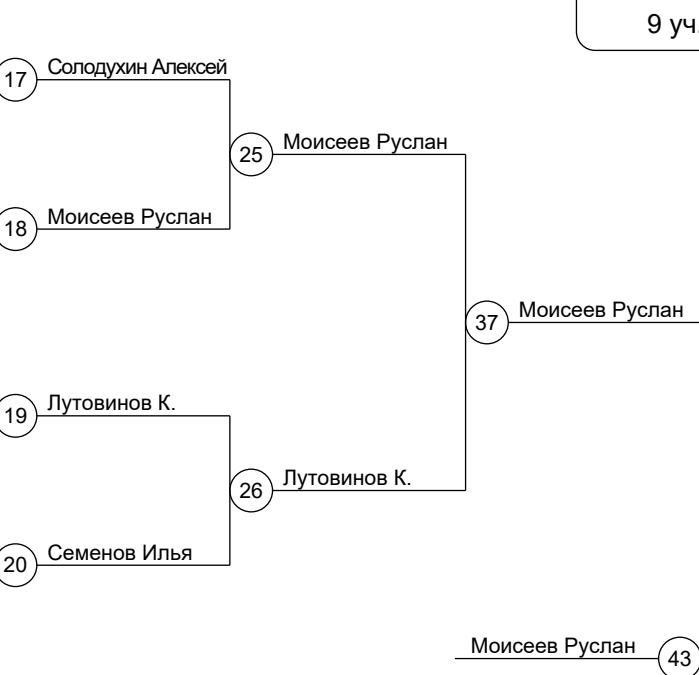 9 уч.
17 Солодухин Алексей
25 Моисеев Руслан
18 Моисеев Руслан
37 Моисеев Руслан
19 Лутовинов К.
26 Лутовинов К.
20 Семенов Илья
Моисеев Руслан 43